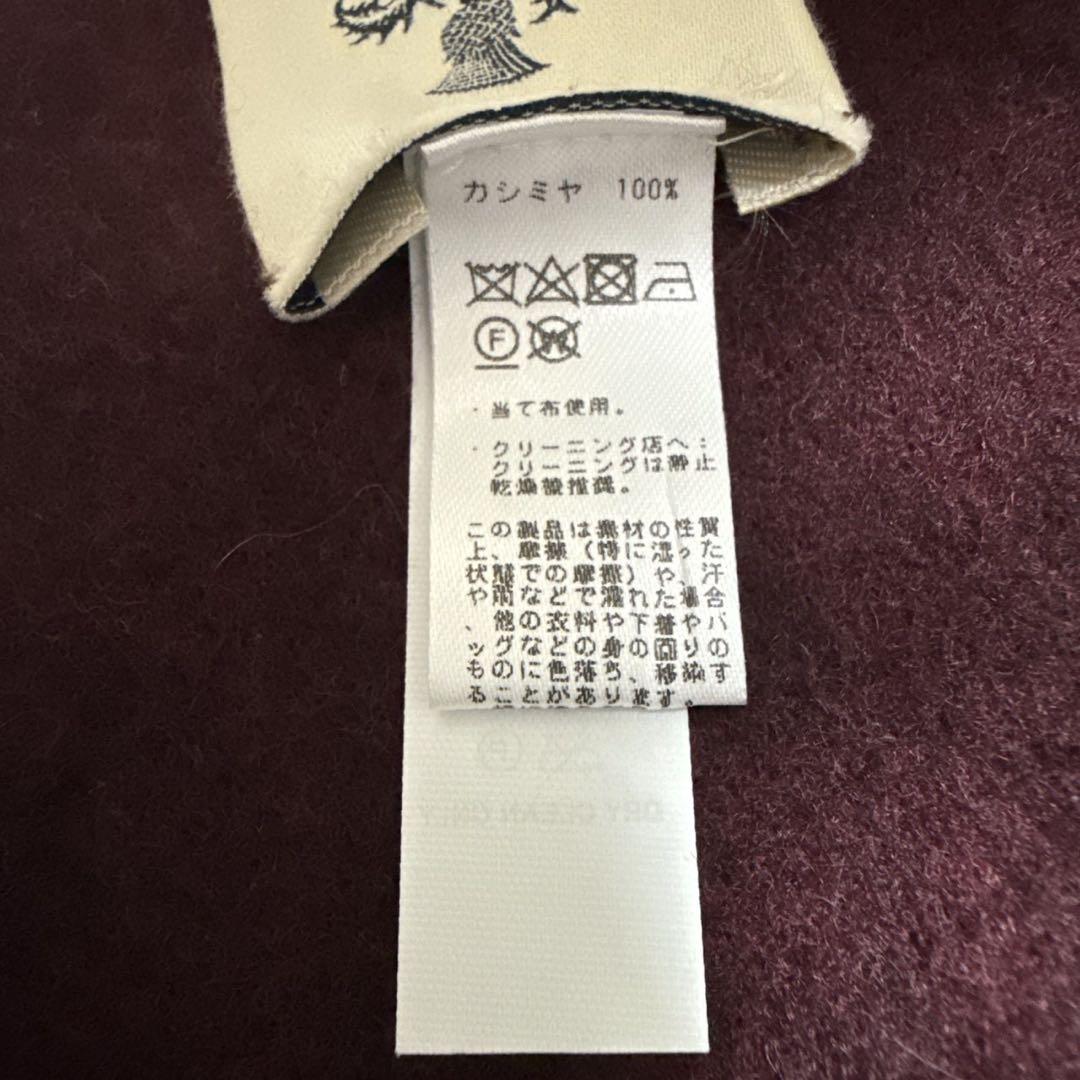 カシミヤ 100%
F
W
・当て布使用。
・クリーニング店へ:
クリーニングは静止
乾燥機推奨。
この製品は素材の性質
上、摩擦(特に湿った
状態での摩擦)や、汗
や雨などで濡れた場合
、他の衣料や下着やバ
ッグなどの身の回りの
ものに色落ち、移染す
ることがあります。
DRY CLEAN ONLY